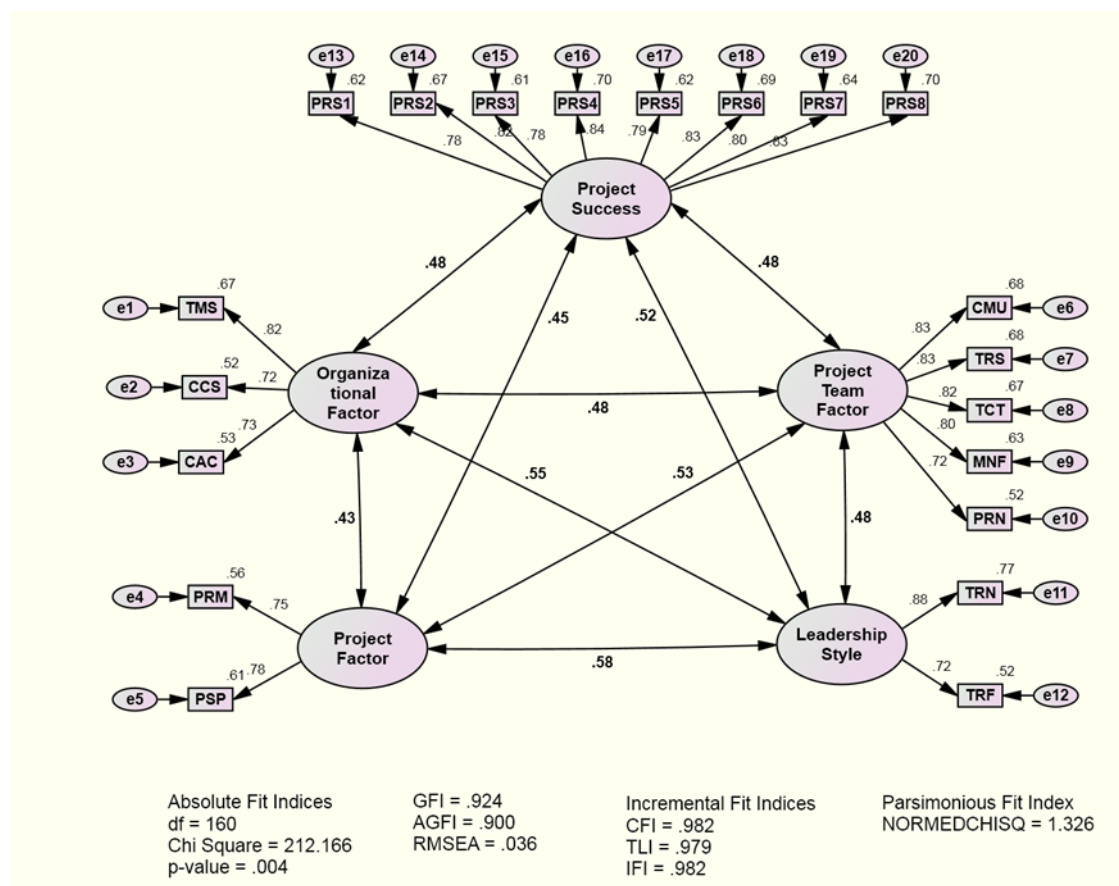 e13 e14 e15 e16 e17 e18 e19 e20
.62 .67 .61 .70 .62 .69 .64 .70
PRS1 PRS2 PRS3 PRS4 PRS5 PRS6 PRS7 PRS8
.78 .82 .78 .84 .79 .83 .80 .83
Project
Success
.48 .48
.45 .52
.67
e1 TMS
.82
.52
e2 CCS .72
.73
.53
e3 CAC
Organiza
tional
Factor
.48
Project
Team
Factor
.68
CMU e6
.83
.68
TRS e7
.83
.67
TCT e8
.82
.63
MNF e9
.80
.52
PRN e10
.72
.55 .53
.43 .48
.56
e4 PRM
.75
.61 .78
e5 PSP
Project
Factor
.58
Leadership
Style
.77
TRN e11
.88
.52
TRF e12
.72
Absolute Fit Indices
df = 160
Chi Square = 212.166
p-value = .004
GFI = .924
AGFI = .900
RMSEA = .036
Incremental Fit Indices
CFI = .982
TLI = .979
IFI = .982
Parsimonious Fit Index
NORMEDCHISQ = 1.326